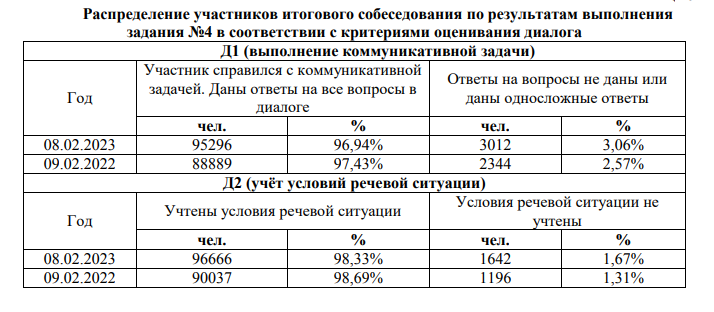 Распределение участников итогового собеседования по результатам выполнения
задания №4 в соответствии с критериями оценивания диалога
Д1 (выполнение коммуникативной задачи)
Год
Участник справился с коммуникативной
задачей. Даны ответы на все вопросы в
диалоге
Ответы на вопросы не даны или
даны односложные ответы
чел. % чел. %
08.02.2023 95296 96,94% 3012 3,06%
09.02.2022 88889 97,43% 2344 2,57%
Д2 (учёт условий речевой ситуации)
Год
Учтены условия речевой ситуации
Условия речевой ситуации не
учтены
чел. % чел. %
08.02.2023 96666 98,33% 1642 1,67%
09.02.2022 90037 98,69% 1196 1,31%